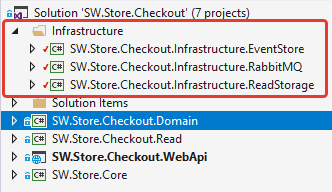 Solution 'SW.Store.Checkout' (7 projects)
Infrastructure
C# SW.Store.Checkout.Infrastructure.EventStore
C# SW.Store.Checkout.Infrastructure.RabbitMQ
C# SW.Store.Checkout.Infrastructure.ReadStorage
Solution Items
C# SW.Store.Checkout.Domain
C# SW.Store.Checkout.Read
SW.Store.Checkout.WebApi
C# SW.Store.Core